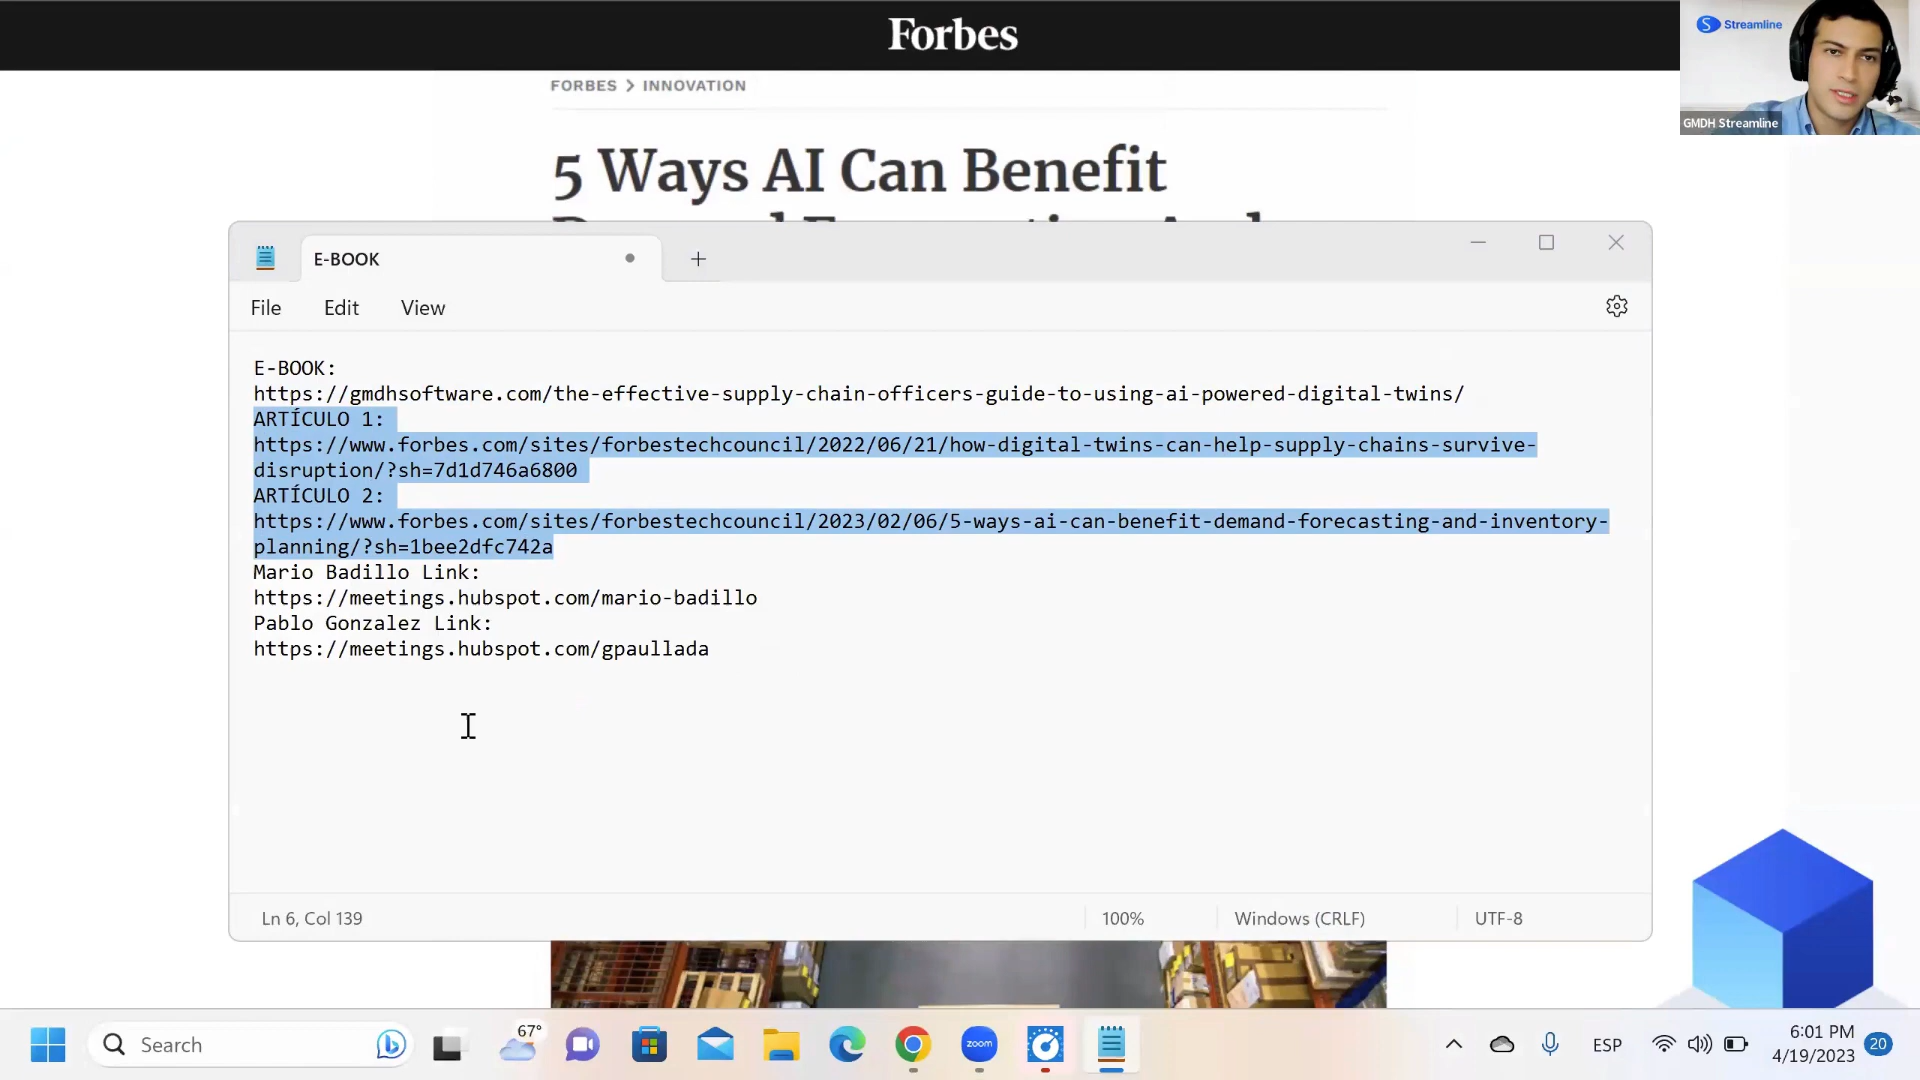 Forbes
Streamline
GMDH Streamline
FORBES > INNOVATION
5 Ways AI Can Benefit
E-BOOK
File Edit View
E-BOOK:
https://gmdhsoftware.com/the-effective-supply-chain-officers-guide-to-using-ai-powered-digital-twins/
ARTÍCULO 1:
https://www.forbes.com/sites/forbestechcouncil/2022/06/21/how-digital-twins-can-help-supply-chains-survive-
disruption/?sh=7d1d746a6800
ARTÍCULO 2:
https://www.forbes.com/sites/forbestechcouncil/2023/02/06/5-ways-ai-can-benefit-demand-forecasting-and-inventory-
planning/?sh=1bee2dfc742a
Mario Badillo Link:
https://meetings.hubspot.com/mario-badillo
Pablo Gonzalez Link:
https://meetings.hubspot.com/gpaullada
Ln 6, Col 139 100% Windows (CRLF) UTF-8
Search 67° zoom ESP 6:01 PM
4/19/2023 20